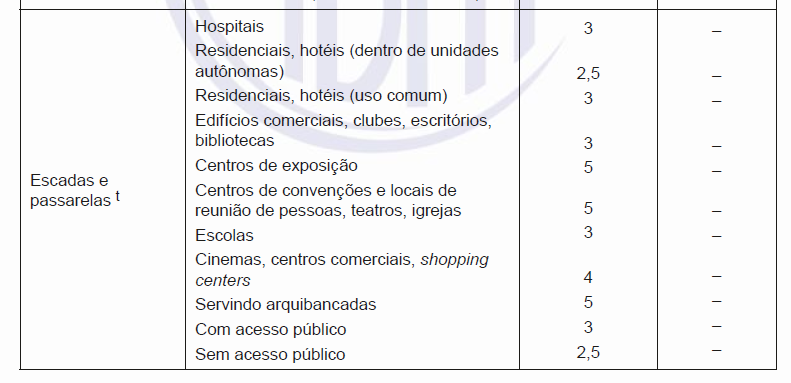 Hospitais 3 –
Residenciais, hotéis (dentro de unidades
autônomas) 2,5 –
Residenciais, hotéis (uso comum) 3 –
Edifícios comerciais, clubes, escritórios,
bibliotecas 3 –
Centros de exposição 5 –
Escadas e
passarelas t
Centros de convenções e locais de
reunião de pessoas, teatros, igrejas 5 –
Escolas 3 –
Cinemas, centros comerciais, shopping
centers 4 –
Servindo arquibancadas 5 –
Com acesso público 3 –
Sem acesso público 2,5 –